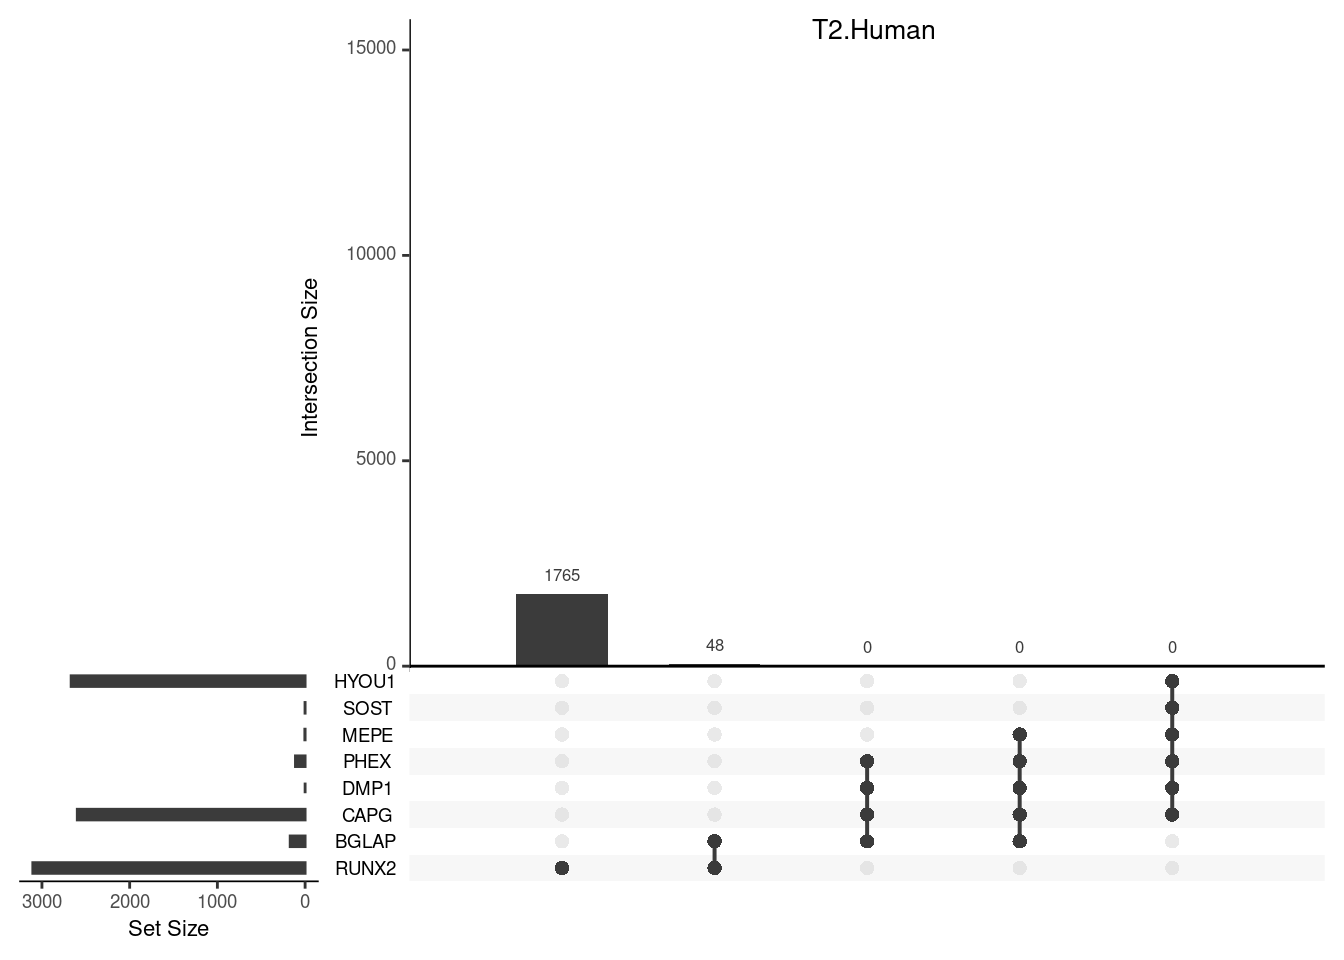 T2.Human
15000
10000
5000
0
Intersection Size
1765
48
0
0
0
HYOU1
SOST
MEPE
PHEX
DMP1
CAPG
BGLAP
RUNX2
3000 2000 1000 0
Set Size